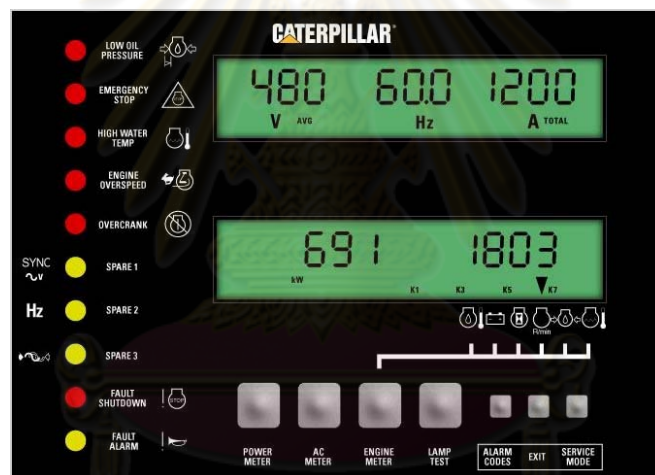 CATERPILLAR
LOW OIL
PRESSURE
EMERGENCY
STOP
HIGH WATER
TEMP
ENGINE
OVERSPEED
OVERCRANK
SYNC
SPARE 1
Hz
SPARE 2
SPARE 3
FAULT
SHUTDOWN
STOP
FAULT
ALARM
480 60.0 1200
V AVG Hz A TOTAL
691 1803
kW K1 K3 K5 K7
R/min
POWER
METER
AC
METER
ENGINE
METER
LAMP
TEST
ALARM
CODES
EXIT
SERVICE
MODE